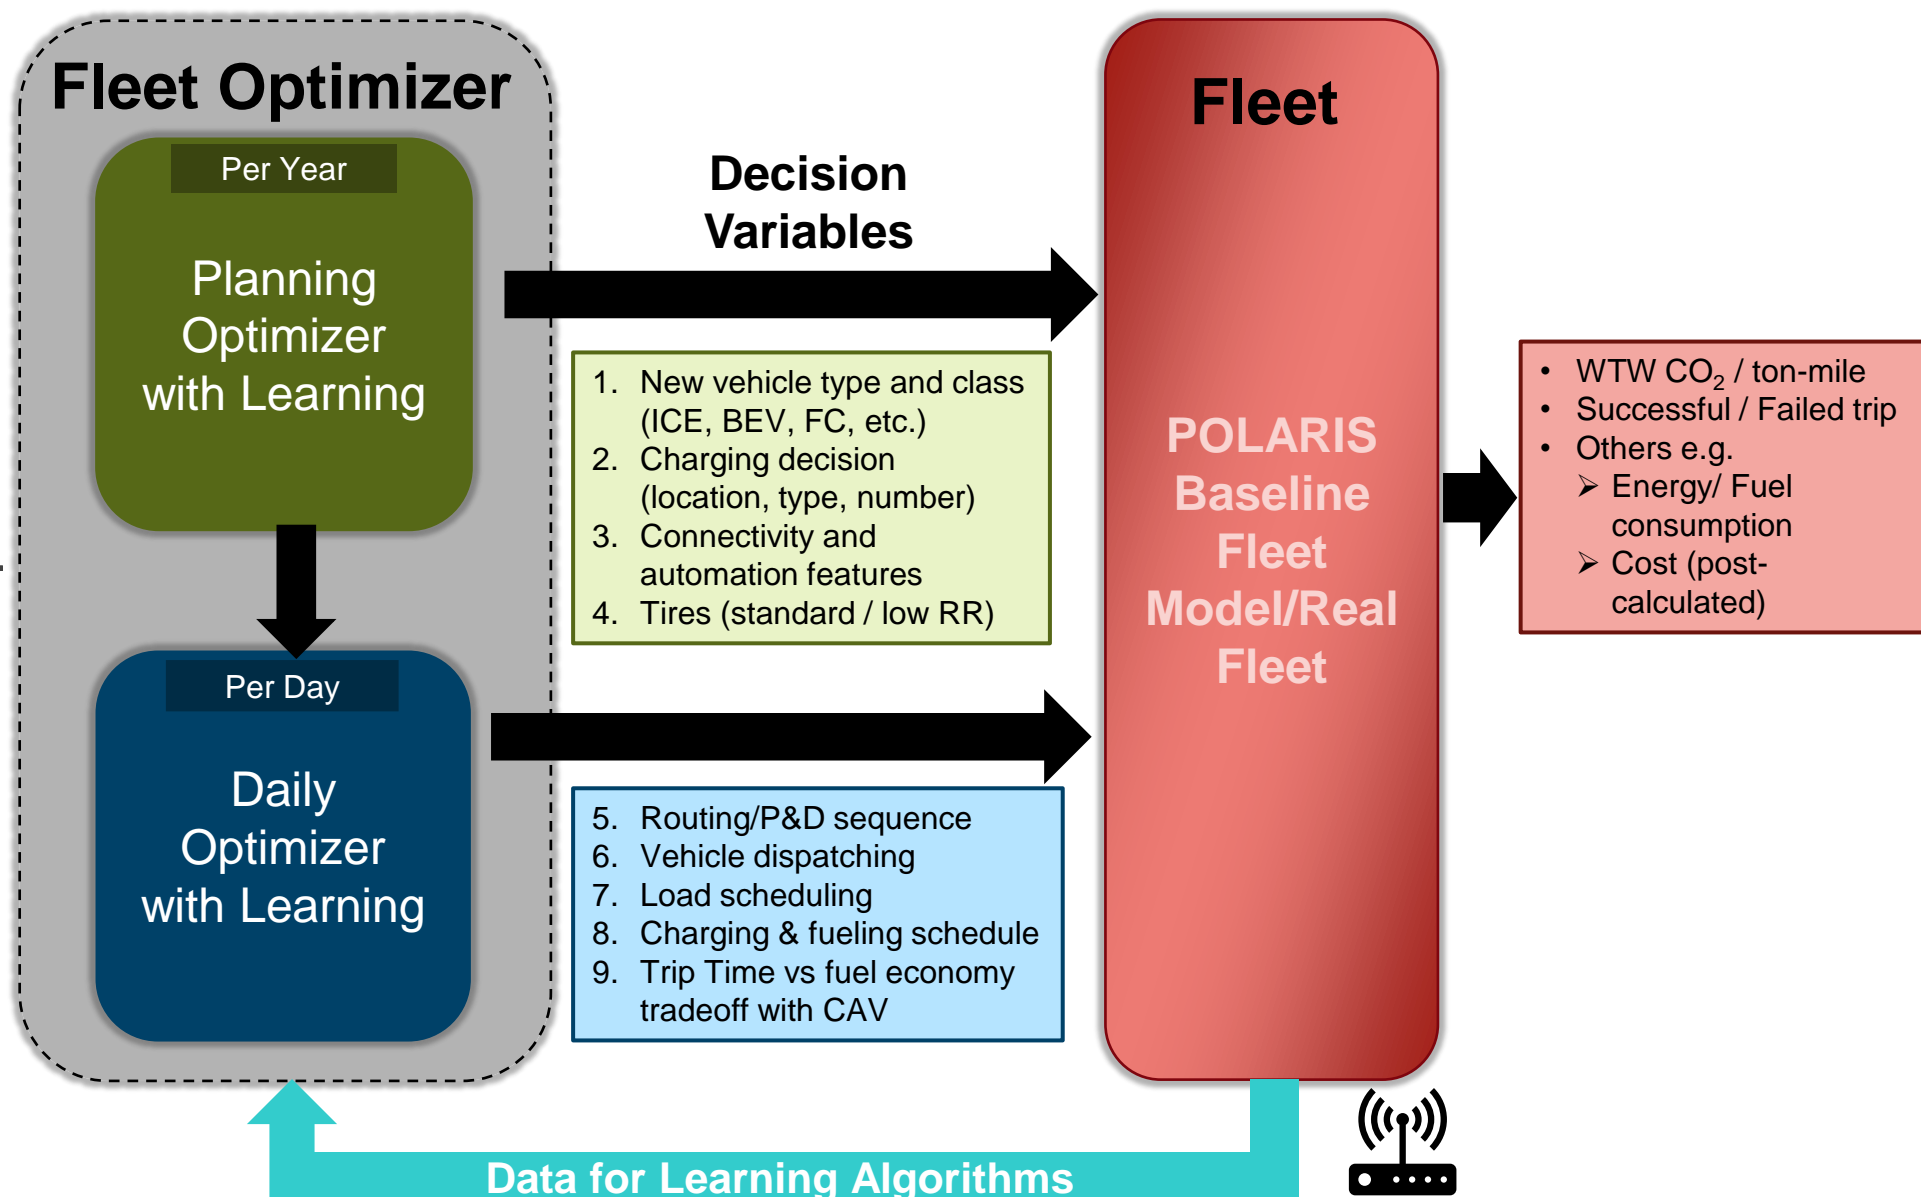 Fleet Optimizer
Per Year
Planning
Optimizer
with Learning
Per Day
Daily
Optimizer
with Learning
Decision
Variables
1. New vehicle type and class
(ICE, BEV, FC, etc.)
2. Charging decision
(location, type, number)
3. Connectivity and
automation features
4. Tires (standard / low RR)
5. Routing/P&D sequence
6. Vehicle dispatching
7. Load scheduling
8. Charging & fueling schedule
9. Trip Time vs fuel economy
tradeoff with CAV
Fleet
POLARIS
Baseline
Fleet
Model/Real
Fleet
• WTW CO₂ / ton-mile
• Successful / Failed trip
• Others e.g.
➢ Energy/ Fuel
consumption
➢ Cost (post-
calculated)
Data for Learning Algorithms